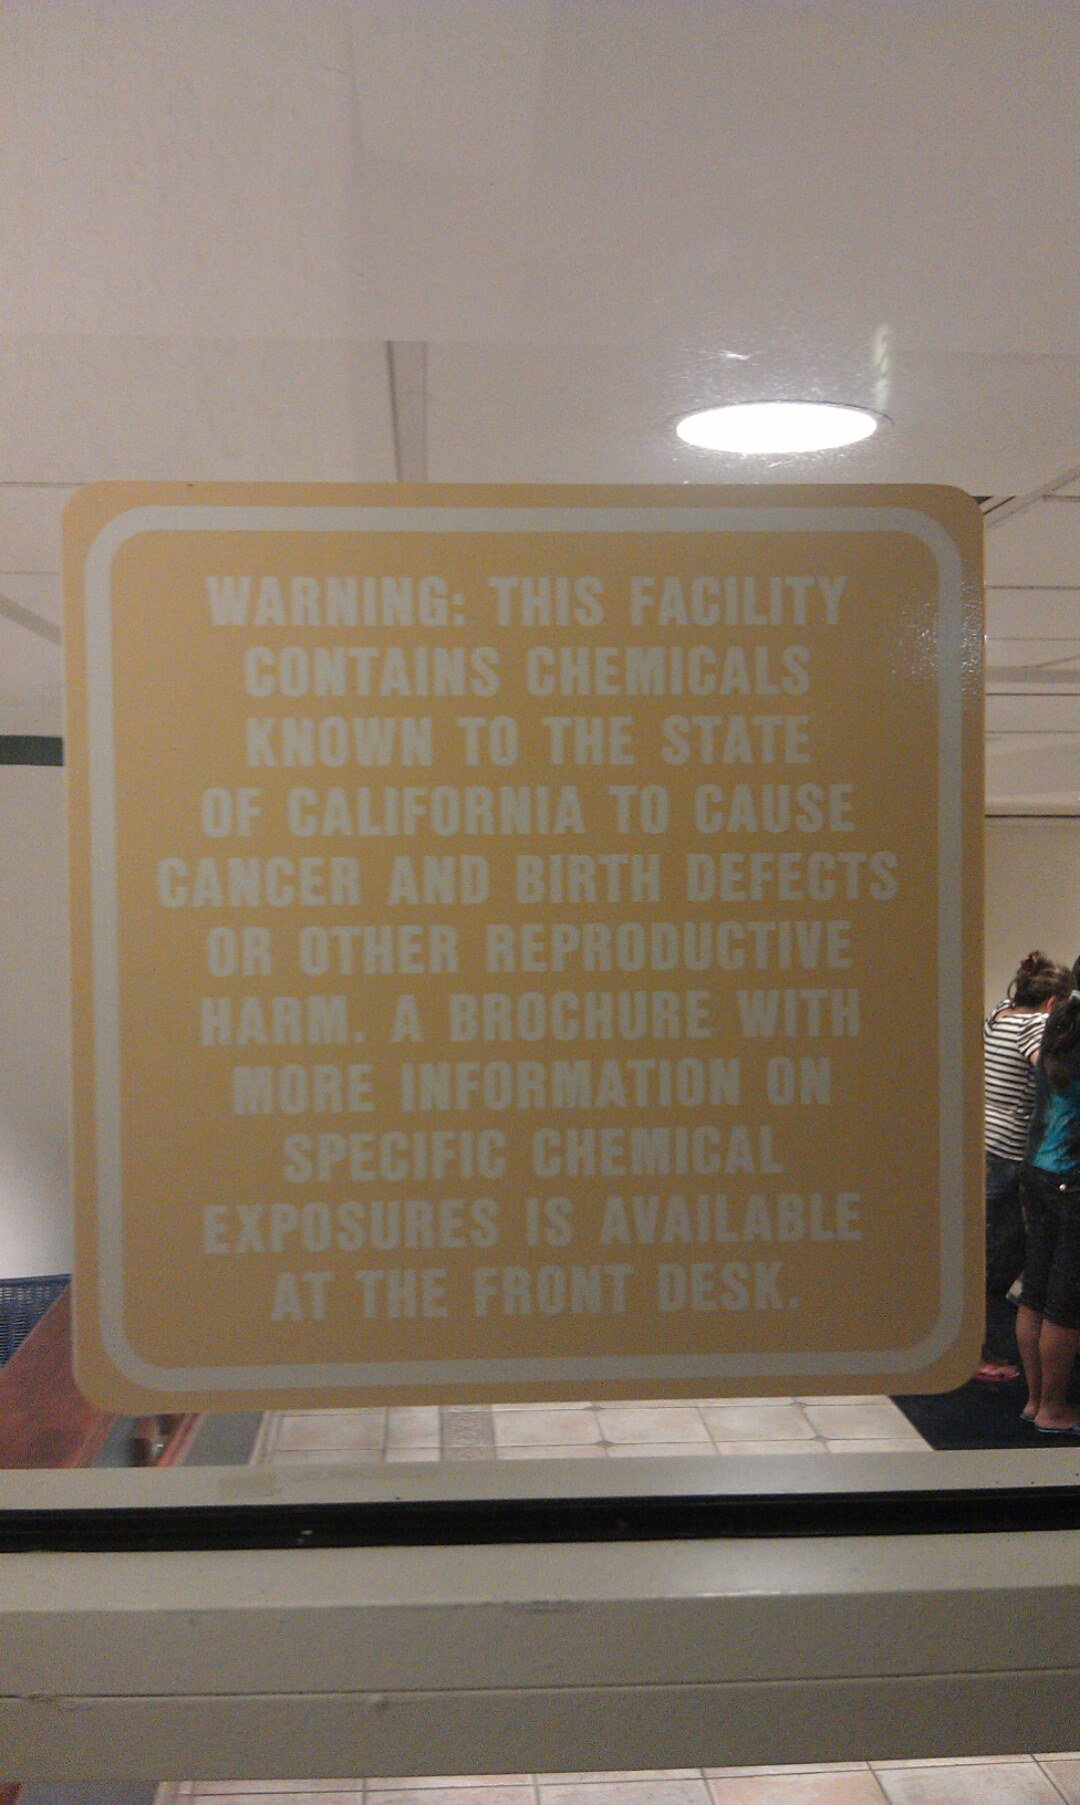 WARNING: THIS FACILITY
CONTAINS CHEMICALS
KNOWN TO THE STATE
OF CALIFORNIA TO CAUSE
CANCER AND BIRTH DEFECTS
OR OTHER REPRODUCTIVE
HARM. A BROCHURE WITH
MORE INFORMATION ON
SPECIFIC CHEMICAL
EXPOSURES IS AVAILABLE
AT THE FRONT DESK.